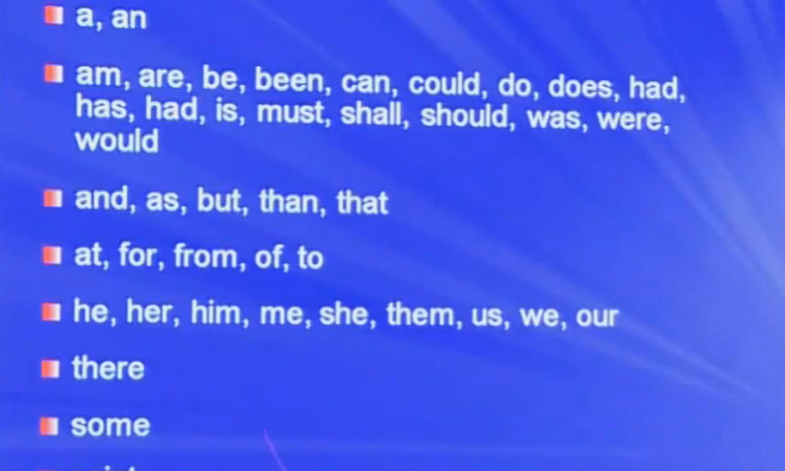 a, an
am, are, be, been, can, could, do, does, had,
has, had, is, must, shall, should, was, were,
would
and, as, but, than, that
at, for, from, of, to
he, her, him, me, she, them, us, we, our
there
some